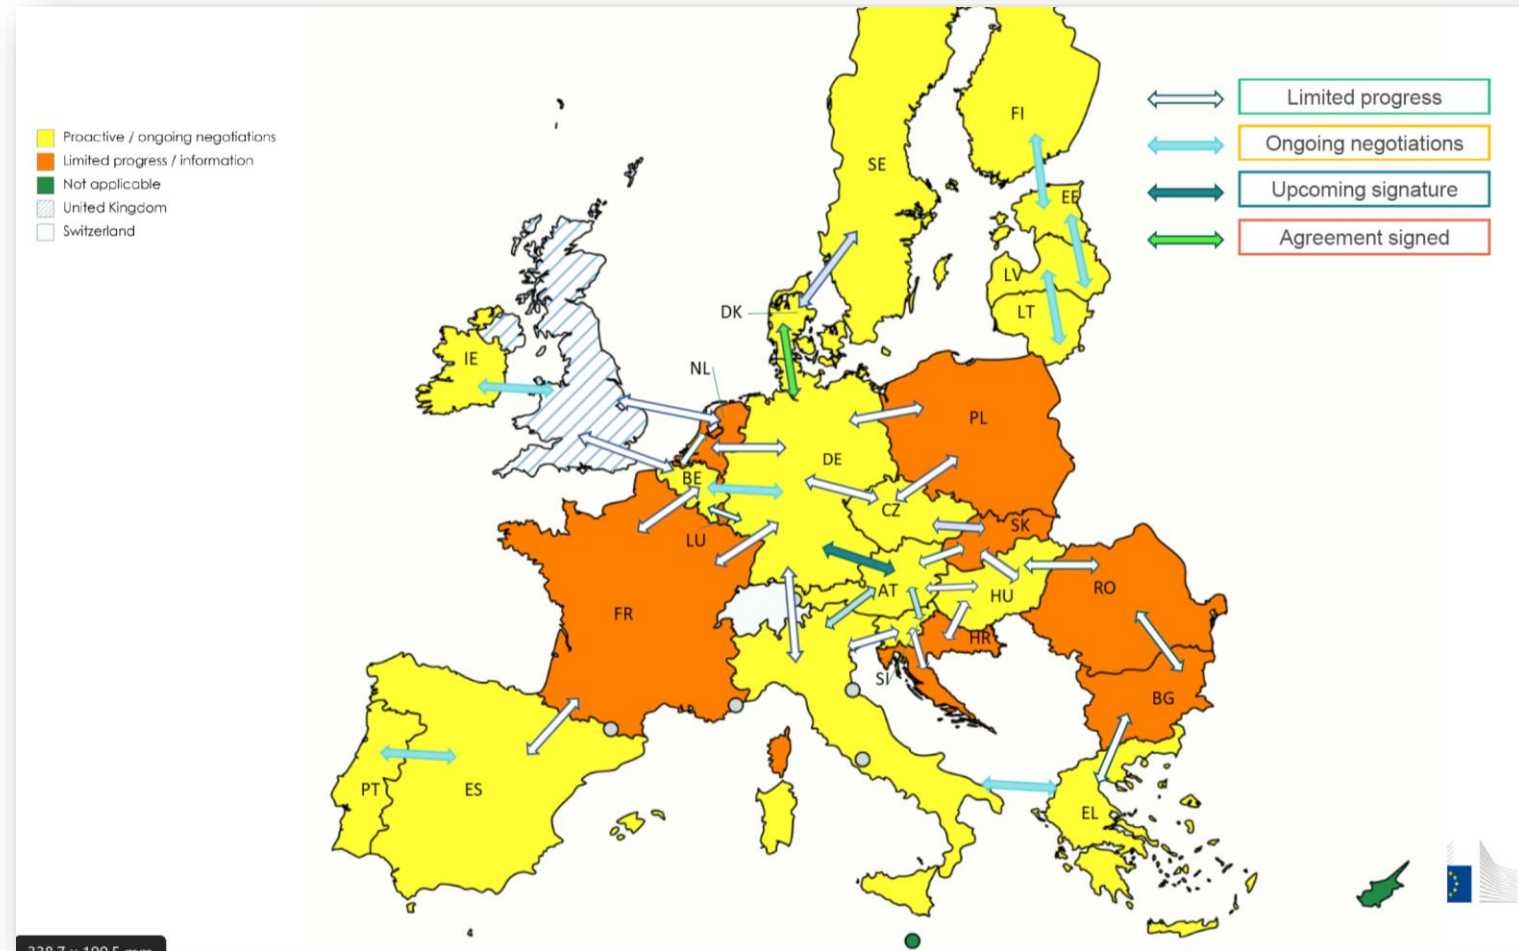 Proactive / ongoing negotiations
Limited progress / information
Not applicable
United Kingdom
Switzerland
Limited progress
Ongoing negotiations
Upcoming signature
Agreement signed
FI
SE
EE
LV
LT
DK
IE
NL
PL
DE
BE
CZ
SK
LU
AT
HU
RO
FR
HR
SI
BG
PT
ES
EL